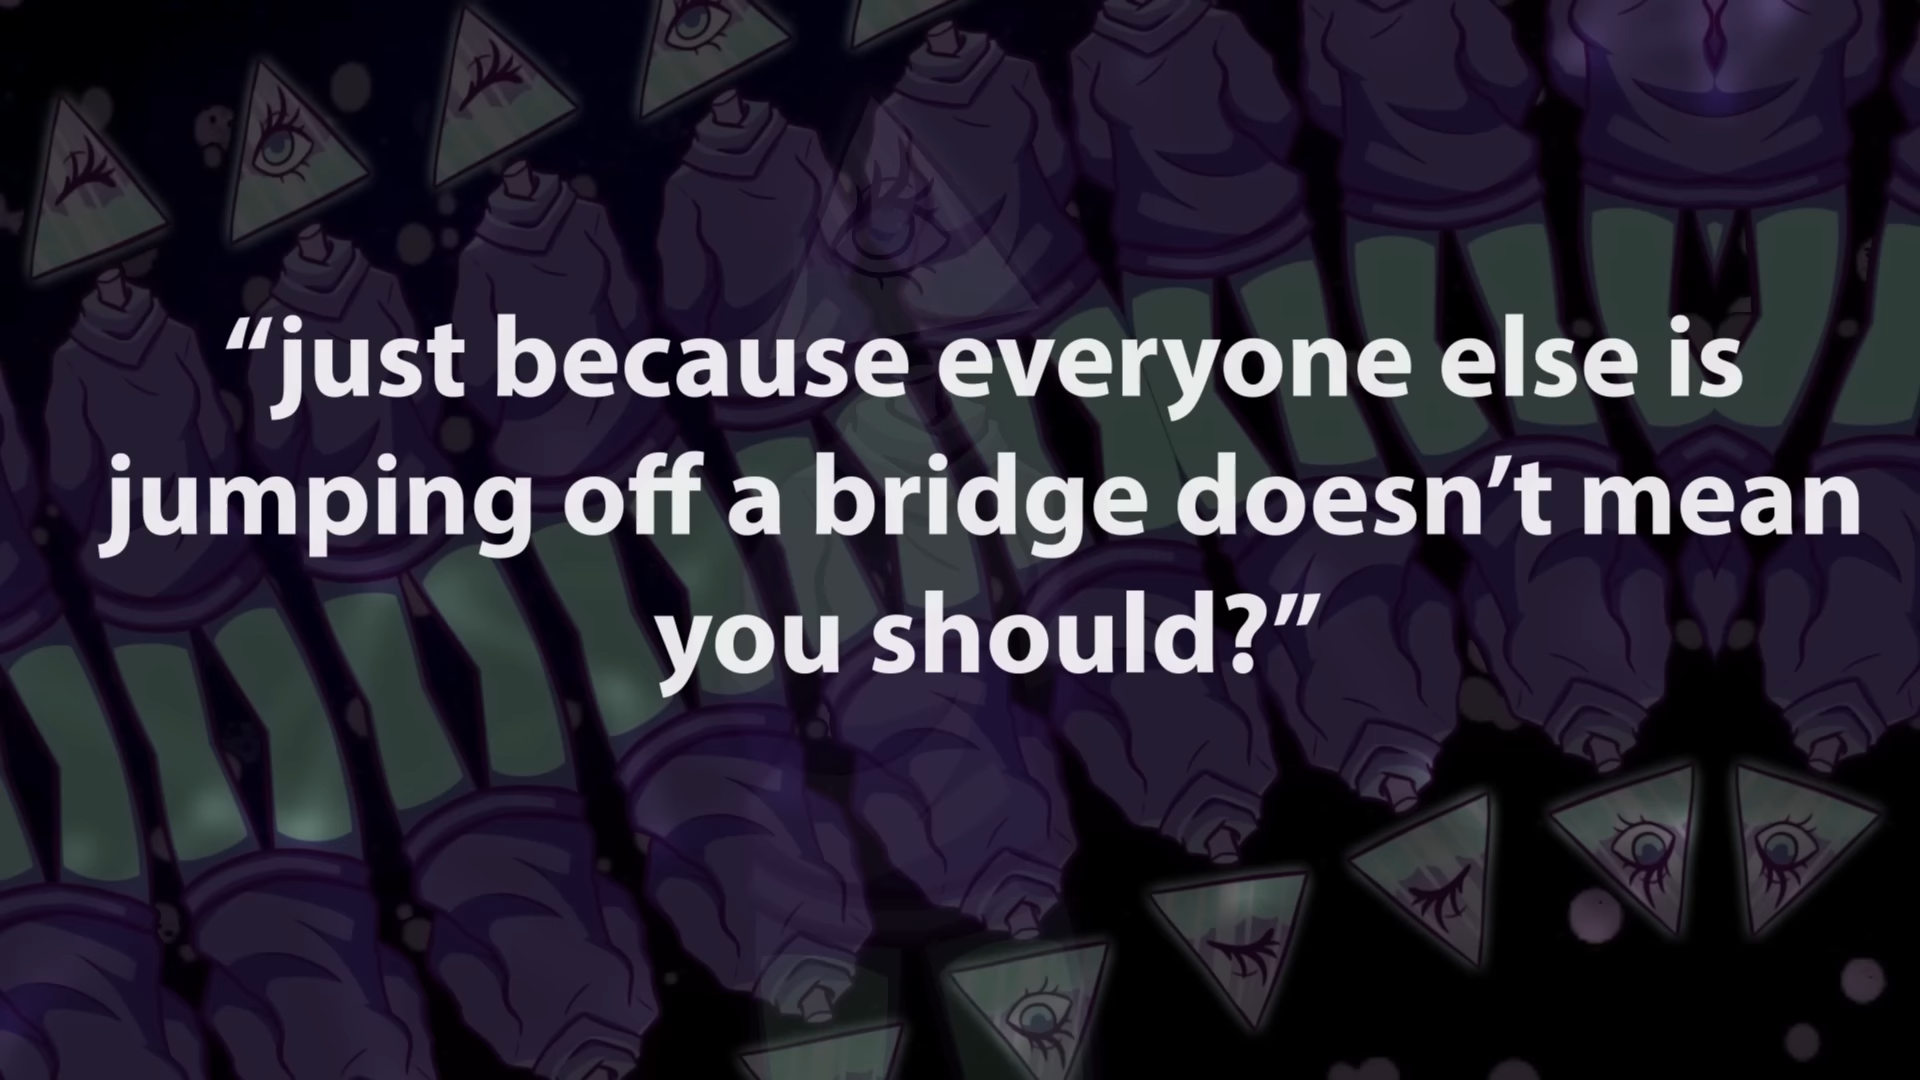 “just because everyone else is
jumping off a bridge doesn’t mean
you should?”